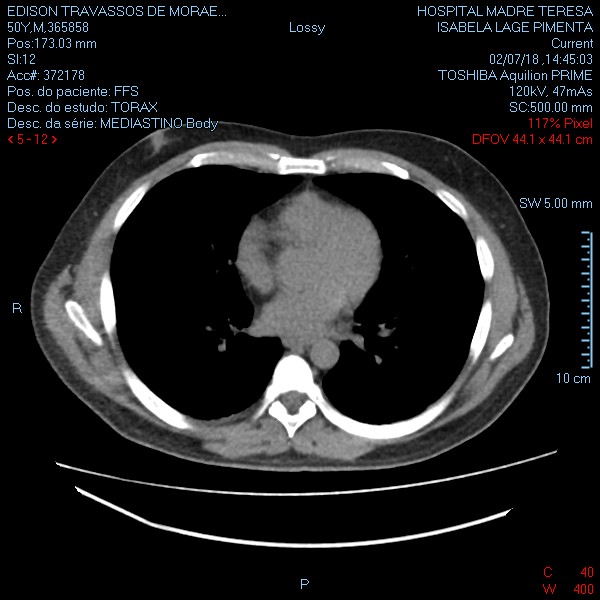 EDISON TRAVASSOS DE MORAE...
50Y,M,365858
Pos:173.03 mm
SI:12
Acc#: 372178
Pos. do paciente: FFS
Desc. do estudo: TORAX
Desc. da série: MEDIASTINO Body
< 5 - 12 >
Lossy
HOSPITAL MADRE TERESA
ISABELA LAGE PIMENTA
Current
02/07/18 ,14:45:03
TOSHIBA Aquilion PRIME
120kV, 47mAs
SC:500.00 mm
117% Pixel
DFOV 44.1 x 44.1 cm
SW 5.00 mm
R
10 cm
P
C 40
W 400